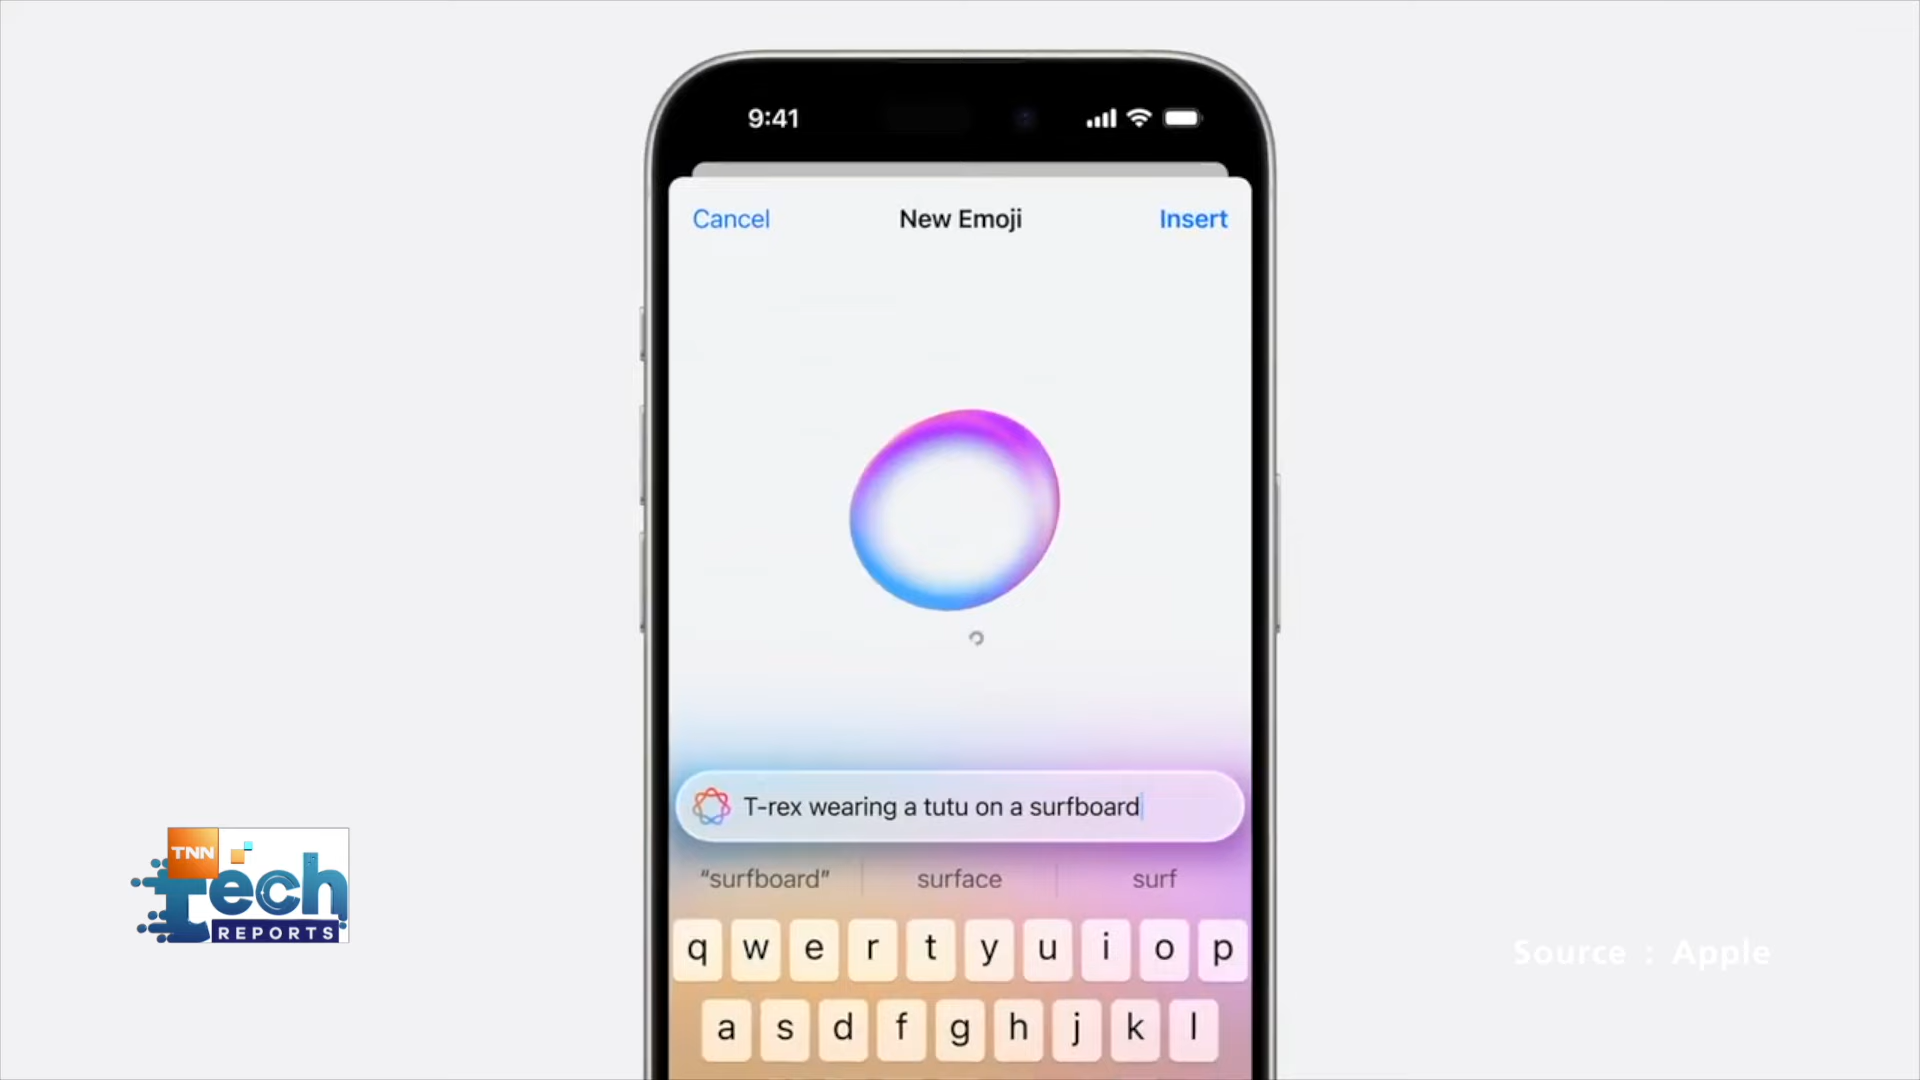 9:41
Cancel
New Emoji
Insert
T-rex wearing a tutu on a surfboard
“surfboard”
surface
surf
q w e r t y u i o p
a s d f g h j k l
TNN
Tech
REPORTS
Source : Apple